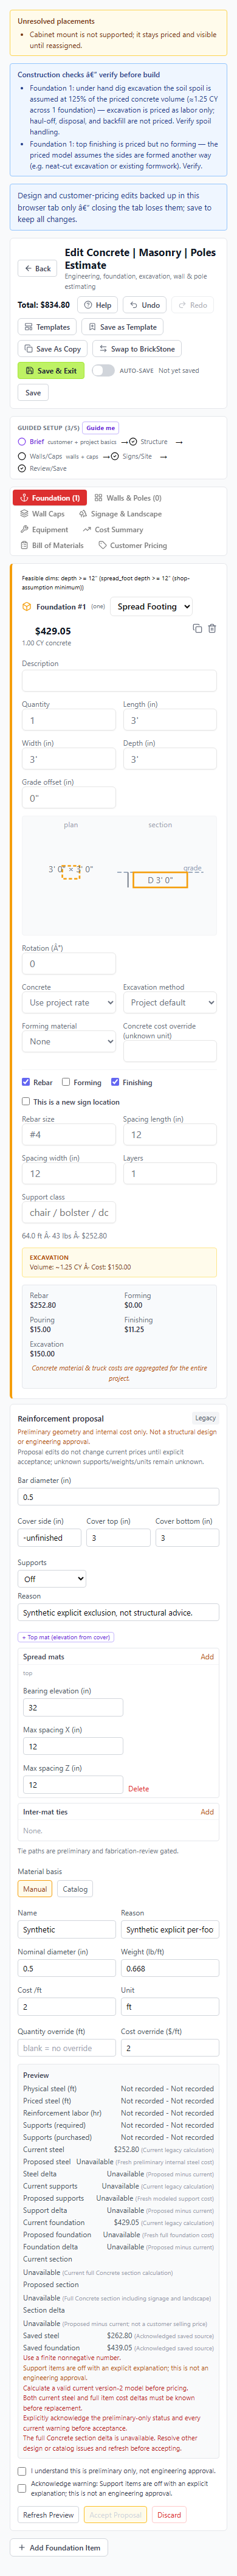 Unresolved placements
Cabinet mount is not supported; it stays priced and visible
until reassigned.
Construction checks â€” verify before build
Foundation 1: under hand dig excavation the soil spoil is
assumed at 125% of the priced concrete volume (≈1.25 CY
across 1 foundation) — excavation is priced as labor only;
haul-off, disposal, and backfill are not priced. Verify spoil
handling.
Foundation 1: top finishing is priced but no forming — the
priced model assumes the sides are formed another way
(e.g. neat-cut excavation or existing formwork). Verify.
Design and customer-pricing edits backed up in this
browser tab only â€” closing the tab loses them; save to
keep all changes.
← Back
Edit Concrete | Masonry | Poles
Estimate
Engineering, foundation, excavation, wall & pole
estimating
Total: $834.80
Help
Undo
Redo
Templates
Save as Template
Save As Copy
Swap to BrickStone
Save & Exit
AUTO-SAVE
Not yet saved
Save
GUIDED SETUP (3/5)
Guide me
Brief customer + project basics → Structure →
Walls/Caps walls + caps → Signs/Site →
Review/Save
Foundation (1)
Walls & Poles (0)
Wall Caps
Signage & Landscape
Equipment
Cost Summary
Bill of Materials
Customer Pricing
Feasible dims: depth >= 12" (spread_foot depth >= 12" (shop-
assumption minimum))
Foundation #1 (one) Spread Footing
$429.05
1.00 CY concrete
Description
Quantity
Length (in)
1
3'
Width (in)
Depth (in)
3'
3'
Grade offset (in)
0"
plan
section
3' 0" × 3' 0"
grade
D 3' 0"
Rotation (Â°)
0
Concrete
Excavation method
Use project rate
Project default
Forming material
Concrete cost override
(unknown unit)
None
Rebar
Forming
Finishing
This is a new sign location
Rebar size
Spacing length (in)
#4
12
Spacing width (in)
Layers
12
1
Support class
chair / bolster / dc
64.0 ft Â· 43 lbs Â· $252.80
EXCAVATION
Volume: ~1.25 CY Â· Cost: $150.00
Rebar
Forming
$252.80
$0.00
Pouring
Finishing
$15.00
$11.25
Excavation
$150.00
Concrete material & truck costs are aggregated for the entire
project.
Reinforcement proposal
Legacy
Preliminary geometry and internal cost only. Not a structural design
or engineering approval.
Proposal edits do not change current prices until explicit
acceptance; unknown supports/weights/units remain unknown.
Bar diameter (in)
0.5
Cover side (in)
Cover top (in)
Cover bottom (in)
-unfinished
3
3
Supports
Off
Reason
Synthetic explicit exclusion, not structural advice.
+ Top mat (elevation from cover)
Spread mats
Add
top
Bearing elevation (in)
32
Max spacing X (in)
12
Max spacing Z (in)
12
Delete
Inter-mat ties
Add
None.
Tie paths are preliminary and fabrication-review gated.
Material basis
Manual
Catalog
Name
Reason
Synthetic
Synthetic explicit per-foo
Nominal diameter (in)
Weight (lb/ft)
0.5
0.668
Cost /ft
Unit
2
ft
Quantity override (ft)
Cost override ($/ft)
blank = no override
2
Preview
Physical steel (ft) Not recorded - Not recorded
Priced steel (ft) Not recorded - Not recorded
Reinforcement labor (hr) Not recorded - Not recorded
Supports (required) Not recorded - Not recorded
Supports (purchased) Not recorded - Not recorded
Current steel $252.80 (Current legacy calculation)
Proposed steel Unavailable (Fresh preliminary internal steel cost)
Steel delta Unavailable (Proposed minus current)
Current supports Unavailable (Current legacy calculation)
Proposed supports Unavailable (Fresh modeled support cost)
Support delta Unavailable (Proposed minus current)
Current foundation $429.05 (Current legacy calculation)
Proposed foundation Unavailable (Fresh full foundation cost)
Foundation delta Unavailable (Proposed minus current)
Current section
Unavailable (Current full Concrete section calculation)
Proposed section
Unavailable (Full Concrete section including signage and landscape)
Section delta
Unavailable (Proposed minus current, not a customer selling price)
Saved steel $262.80 (Acknowledged saved source)
Saved foundation $439.05 (Acknowledged saved source)
Use a finite nonnegative number.
Support items are off with an explicit explanation; this is not an
engineering approval.
Calculate a valid current version-2 model before pricing.
Both current steel and full item cost deltas must be known
before replacement.
Explicitly acknowledge the preliminary-only status and every
current warning before acceptance.
The full Concrete section delta is unavailable. Resolve other
design or catalog issues and refresh before accepting.
I understand this is preliminary only, not engineering approval.
Acknowledge warning: Support items are off with an explicit
explanation; this is not an engineering approval.
Refresh Preview
Accept Proposal
Discard
+ Add Foundation Item